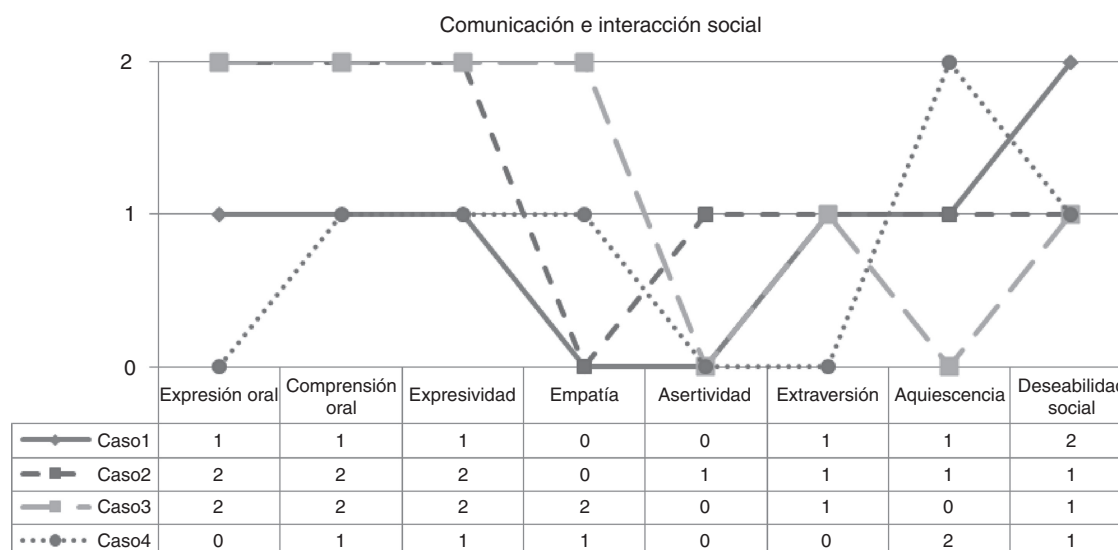 Comunicación e interacción social
2
1
0
Expresión oral Comprensión oral Expresividad Empatía Asertividad Extraversión Aquiescencia Deseabilidad social
Caso1 1 1 1 0 0 1 1 2
Caso2 2 2 2 0 1 1 1 1
Caso3 2 2 2 2 0 1 0 1
Caso4 0 1 1 1 0 0 2 1